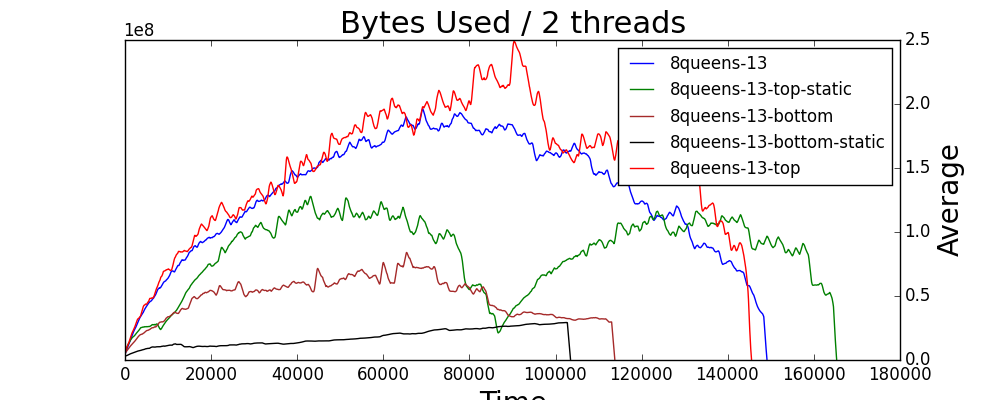 Bytes Used / 2 threads
1e8
2.5
2.0
1.5
1.0
0.5
0.0
Average
8queens-13
8queens-13-top-static
8queens-13-bottom
8queens-13-bottom-static
8queens-13-top
0 20000 40000 60000 80000 100000 120000 140000 160000 180000
Time